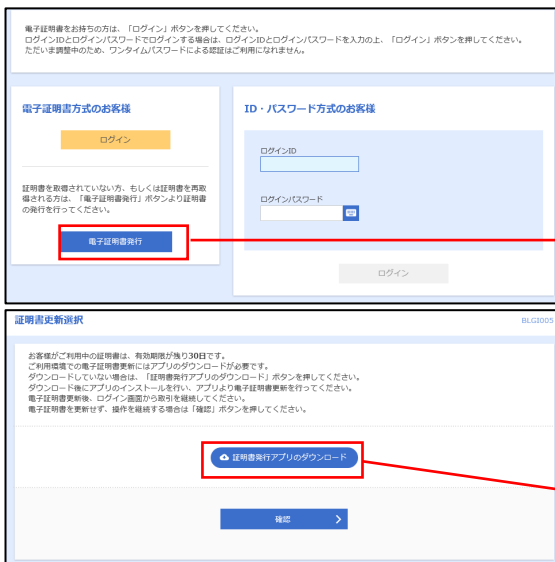 電子証明書をお持ちの方は、「ログイン」ボタンを押してください。
ログインIDとログインパスワードでログインする場合は、ログインIDとログインパスワードを入力の上、「ログイン」ボタンを押してください。
ただいま調整中のため、ワンタイムパスワードによる認証はご利用になれません。
電子証明書方式のお客様
ログイン
証明書を取得されていない方、もしくは証明書を再取
得される方は、「電子証明書発行」ボタンより証明書
の発行を行ってください。
電子証明書発行
ID・パスワード方式のお客様
ログインID
ログインパスワード
ログイン
証明書更新選択
BLGI005
お客様がご利用中の証明書は、有効期限が残り30日です。
ご利用環境での電子証明書更新にはアプリのダウンロードが必要です。
ダウンロードしていない場合は、「証明書発行アプリのダウンロード」ボタンを押してください。
ダウンロード後にアプリのインストールを行い、アプリより電子証明書更新を行ってください。
電子証明書更新後、ログイン画面から取引を継続してください。
電子証明書を更新せず、操作を継続する場合は「確認」ボタンを押してください。
証明書発行アプリのダウンロード
確認